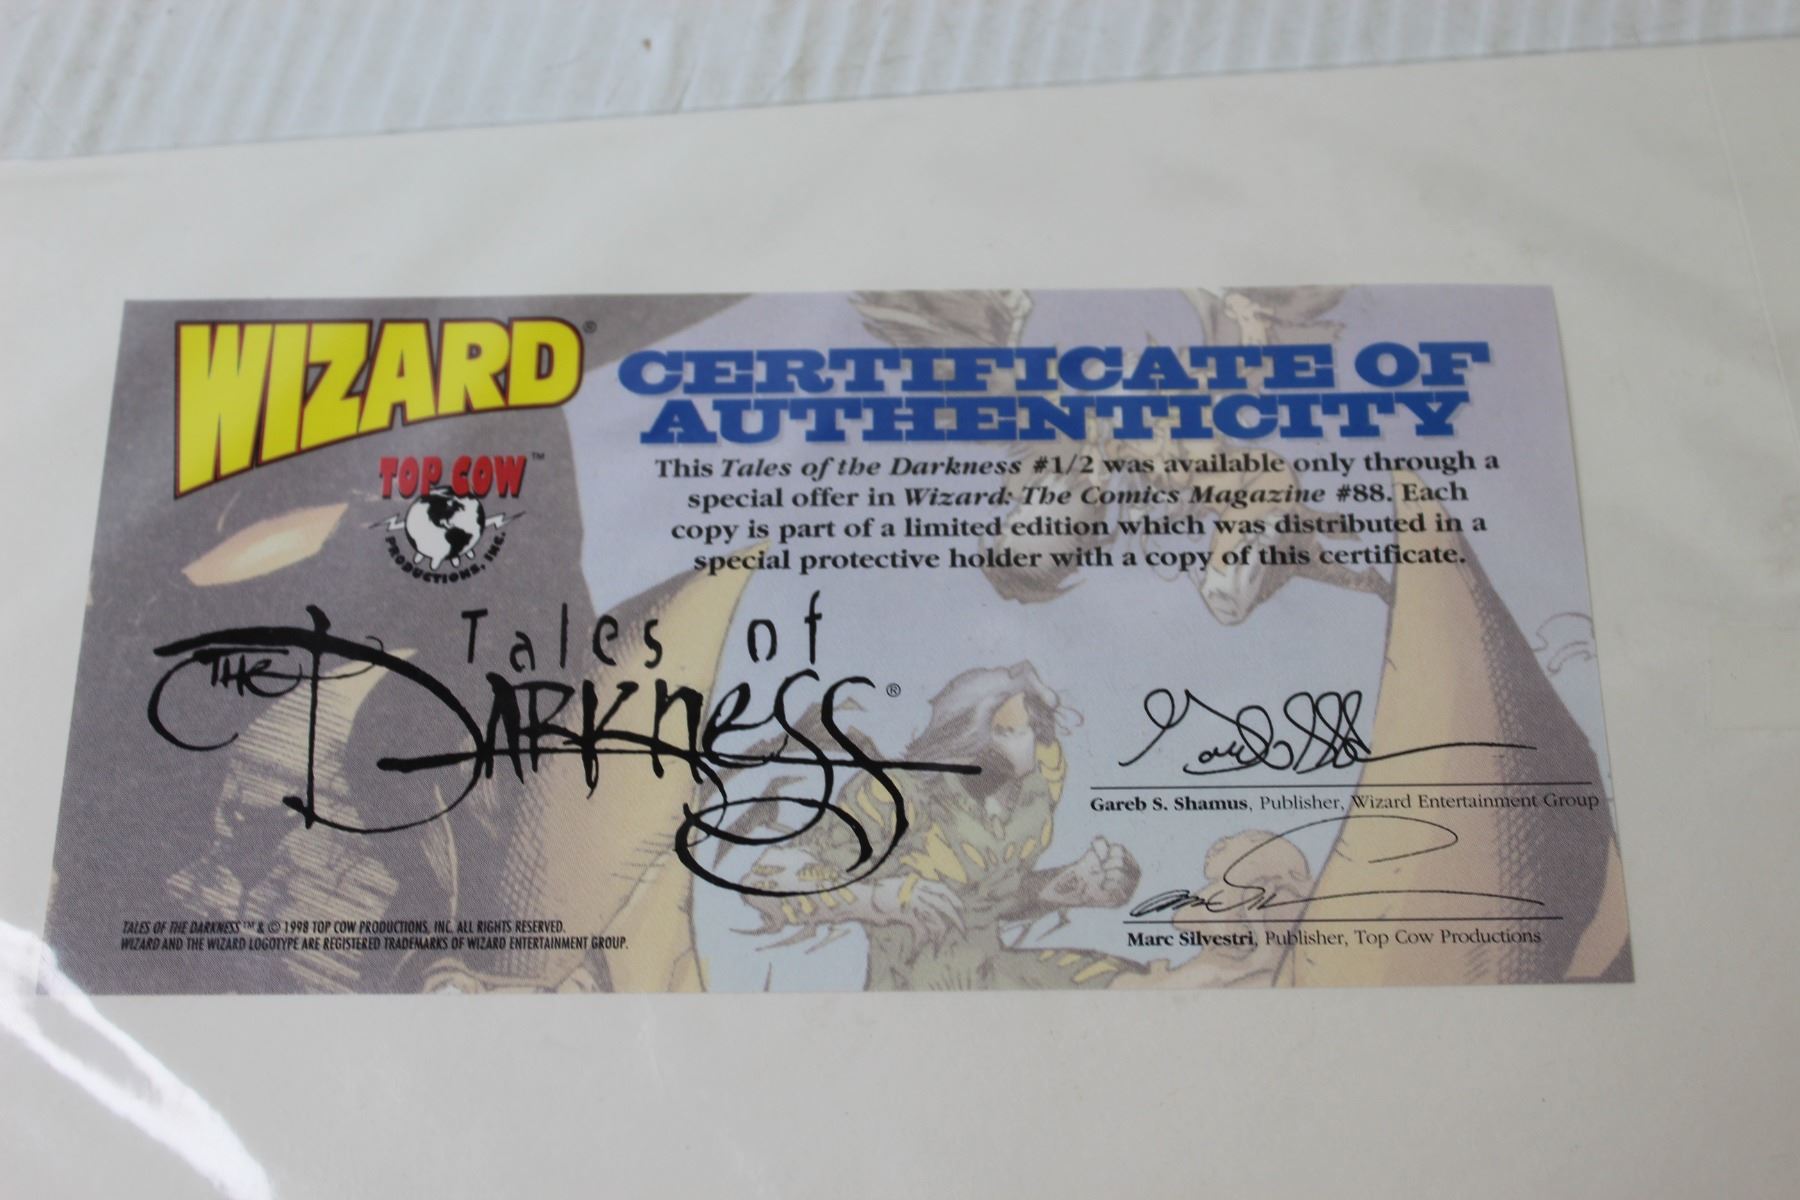 WIZARD®
TOP COW™
PRODUCTIONS, INC.
CERTIFICATE OF
AUTHENTICITY
This Tales of the Darkness #1/2 was available only through a
special offer in Wizard: The Comics Magazine #88. Each
copy is part of a limited edition which was distributed in a
special protective holder with a copy of this certificate.
Tales of
THE DARKNESS®
Gareb S. Shamus, Publisher, Wizard Entertainment Group
Marc Silvestri, Publisher, Top Cow Productions
TALES OF THE DARKNESS™ & © 1998 TOP COW PRODUCTIONS, INC. ALL RIGHTS RESERVED.
WIZARD AND THE WIZARD LOGOTYPE ARE REGISTERED TRADEMARKS OF WIZARD ENTERTAINMENT GROUP.